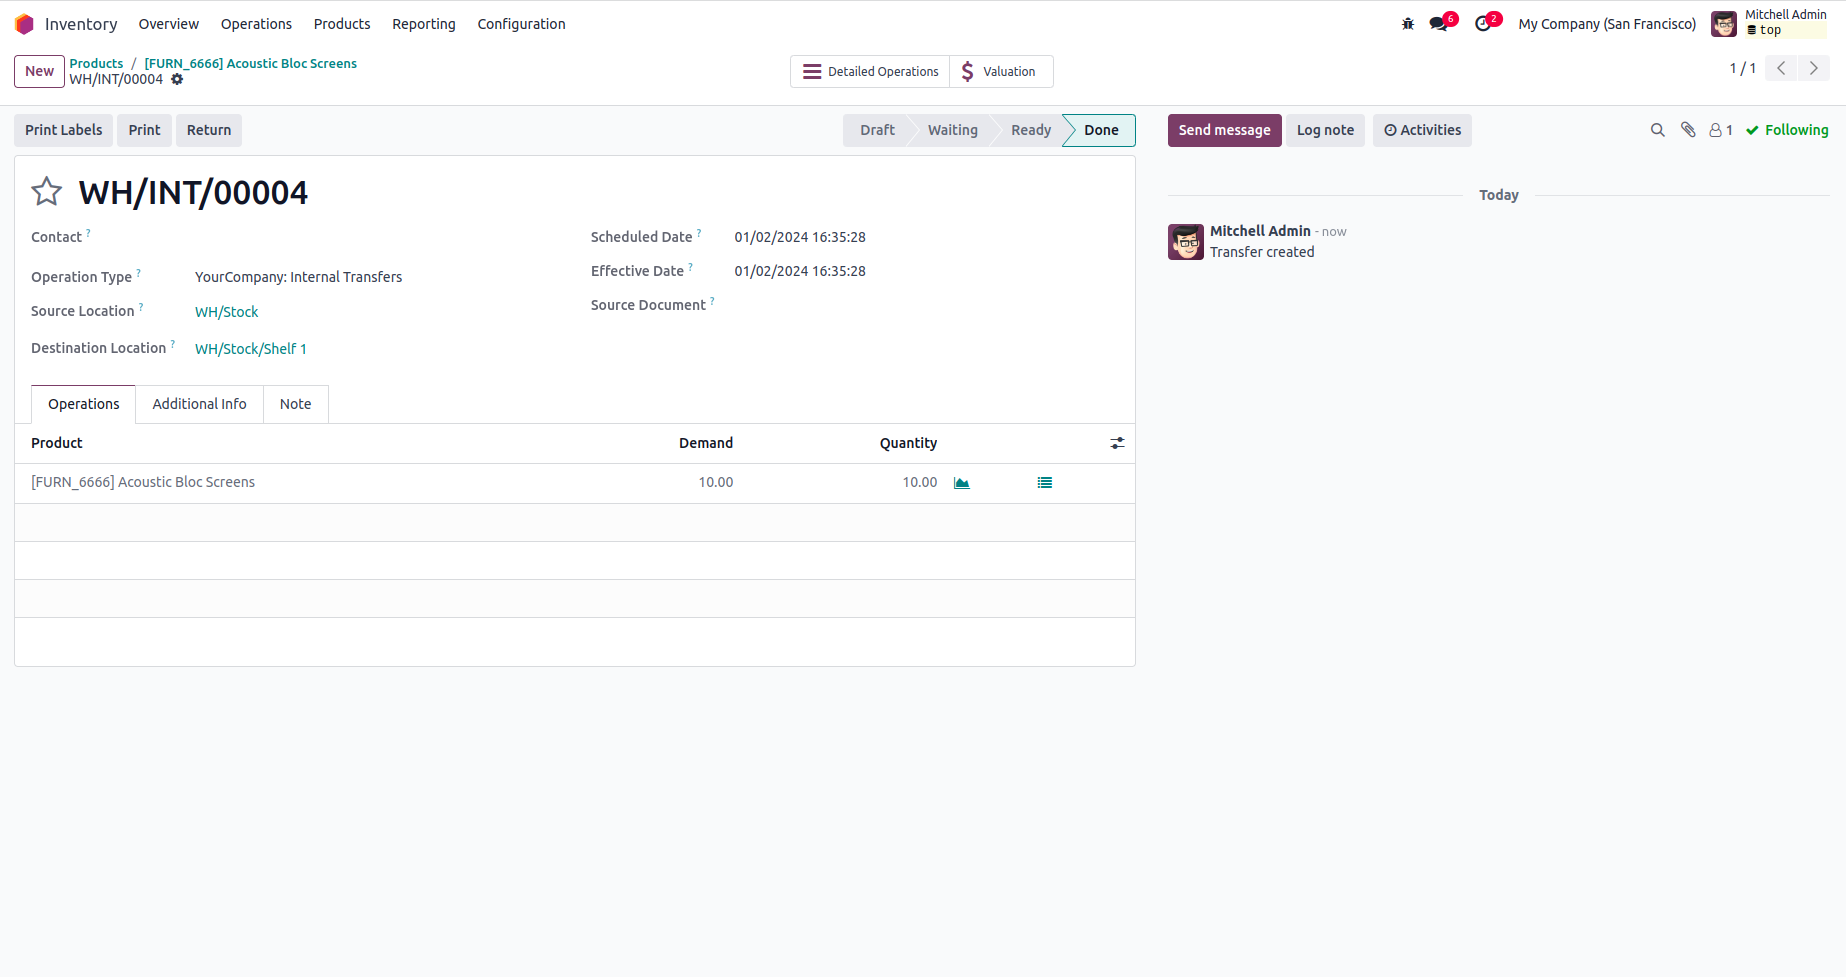 Inventory Overview Operations Products Reporting Configuration 6 2 My Company (San Francisco) Mitchell Admin
top
New Products / [FURN_6666] Acoustic Bloc Screens
WH/INT/00004
Detailed Operations $ Valuation 1 / 1
Print Labels Print Return Draft Waiting Ready Done Send message Log note Activities 1 Following
WH/INT/00004
Today
Contact ? Scheduled Date ? 01/02/2024 16:35:28
Mitchell Admin - now
Transfer created
Operation Type ? YourCompany: Internal Transfers Effective Date ? 01/02/2024 16:35:28
Source Location ? WH/Stock Source Document ?
Destination Location ? WH/Stock/Shelf 1
Operations Additional Info Note
Product Demand Quantity
[FURN_6666] Acoustic Bloc Screens 10.00 10.00